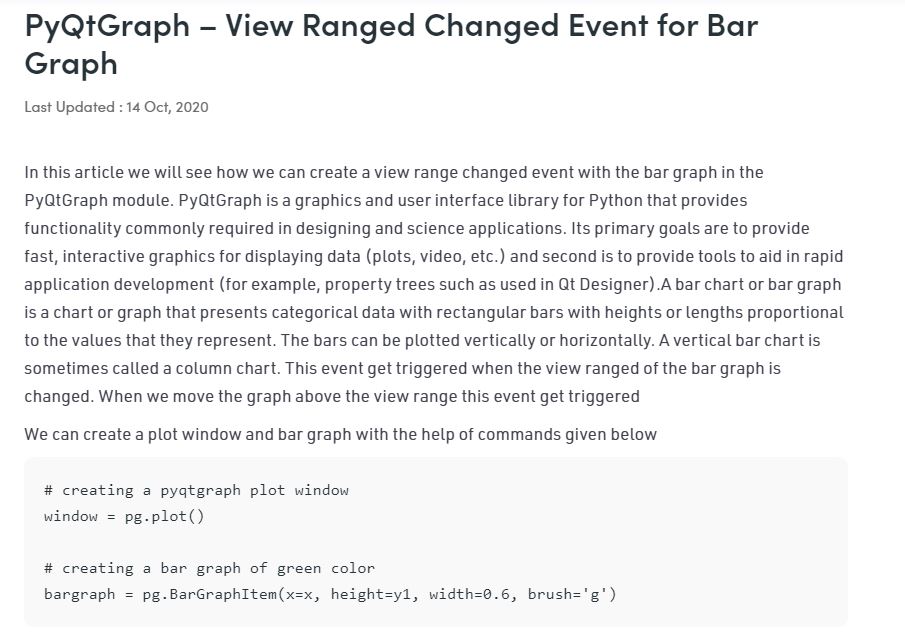 PyQtGraph – View Ranged Changed Event for Bar
Graph
Last Updated : 14 Oct, 2020
In this article we will see how we can create a view range changed event with the bar graph in the
PyQtGraph module. PyQtGraph is a graphics and user interface library for Python that provides
functionality commonly required in designing and science applications. Its primary goals are to provide
fast, interactive graphics for displaying data (plots, video, etc.) and second is to provide tools to aid in rapid
application development (for example, property trees such as used in Qt Designer).A bar chart or bar graph
is a chart or graph that presents categorical data with rectangular bars with heights or lengths proportional
to the values that they represent. The bars can be plotted vertically or horizontally. A vertical bar chart is
sometimes called a column chart. This event get triggered when the view ranged of the bar graph is
changed. When we move the graph above the view range this event get triggered
We can create a plot window and bar graph with the help of commands given below
# creating a pyqtgraph plot window
window = pg.plot()
# creating a bar graph of green color
bargraph = pg.BarGraphItem(x=x, height=y1, width=0.6, brush='g')